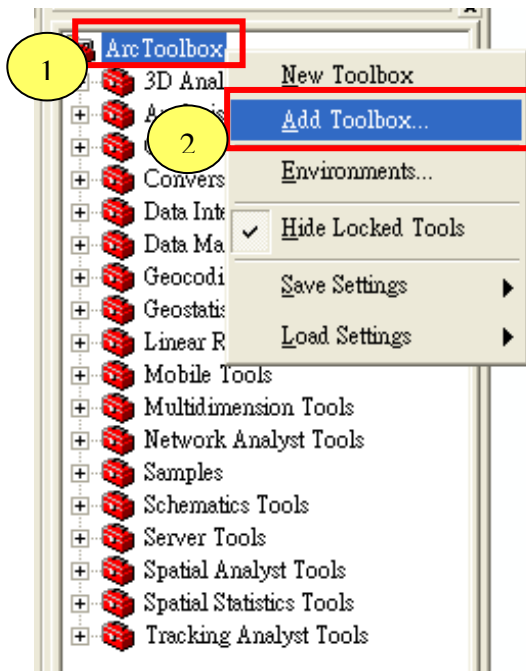 ArcToolbox
1
3D Anal
New Toolbox
2
Add Toolbox...
Convers
Environments...
Data Inte
Data Ma
Hide Locked Tools
Geocodi
Geostatis
Save Settings
Linear R
Load Settings
Mobile Tools
Multidimension Tools
Network Analyst Tools
Samples
Schematics Tools
Server Tools
Spatial Analyst Tools
Spatial Statistics Tools
Tracking Analyst Tools